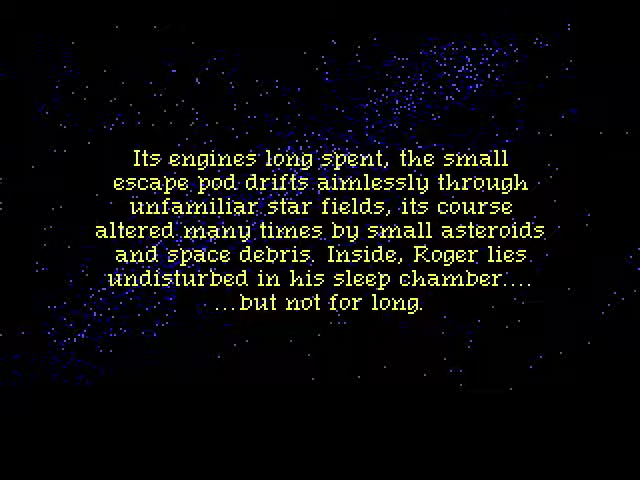 Its engines long spent, the small
escape pod drifts aimlessly through
unfamiliar star fields, its course
altered many times by small asteroids
and space debris. Inside, Roger lies
undisturbed in his sleep chamber....
...but not for long.